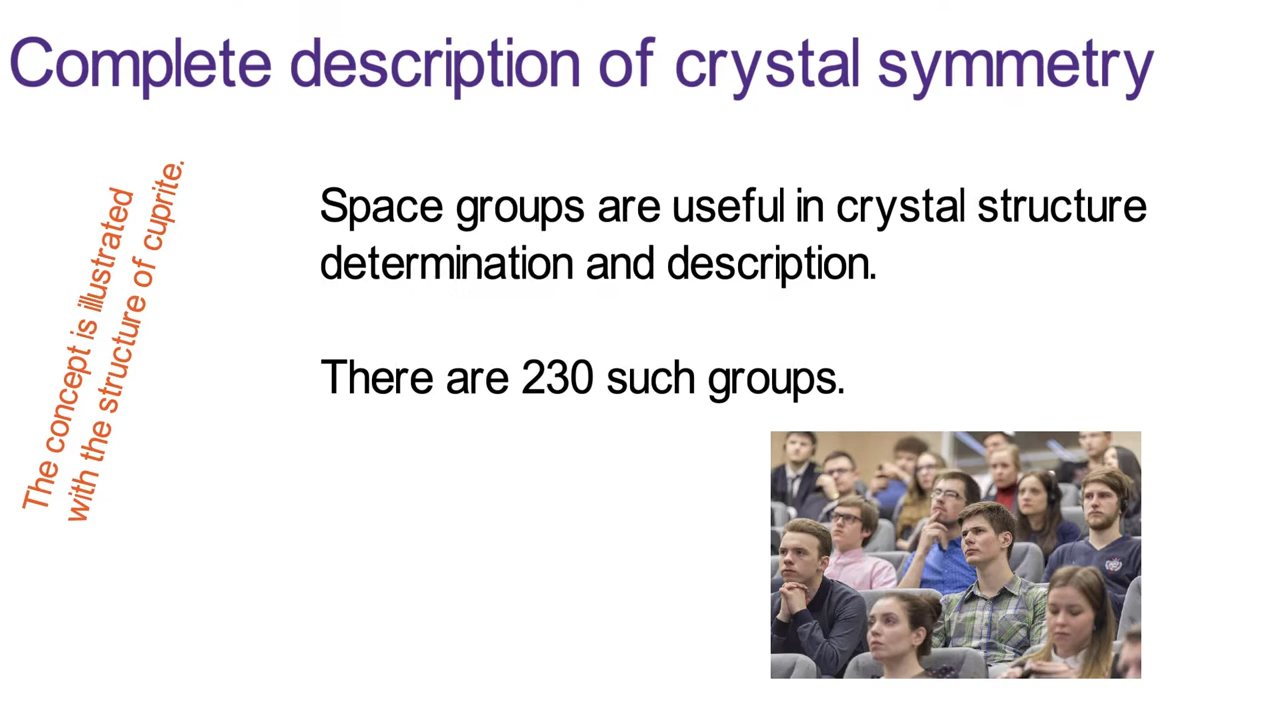 Complete description of crystal symmetry
The concept is illustrated
with the structure of cuprite.
Space groups are useful in crystal structure
determination and description.
There are 230 such groups.